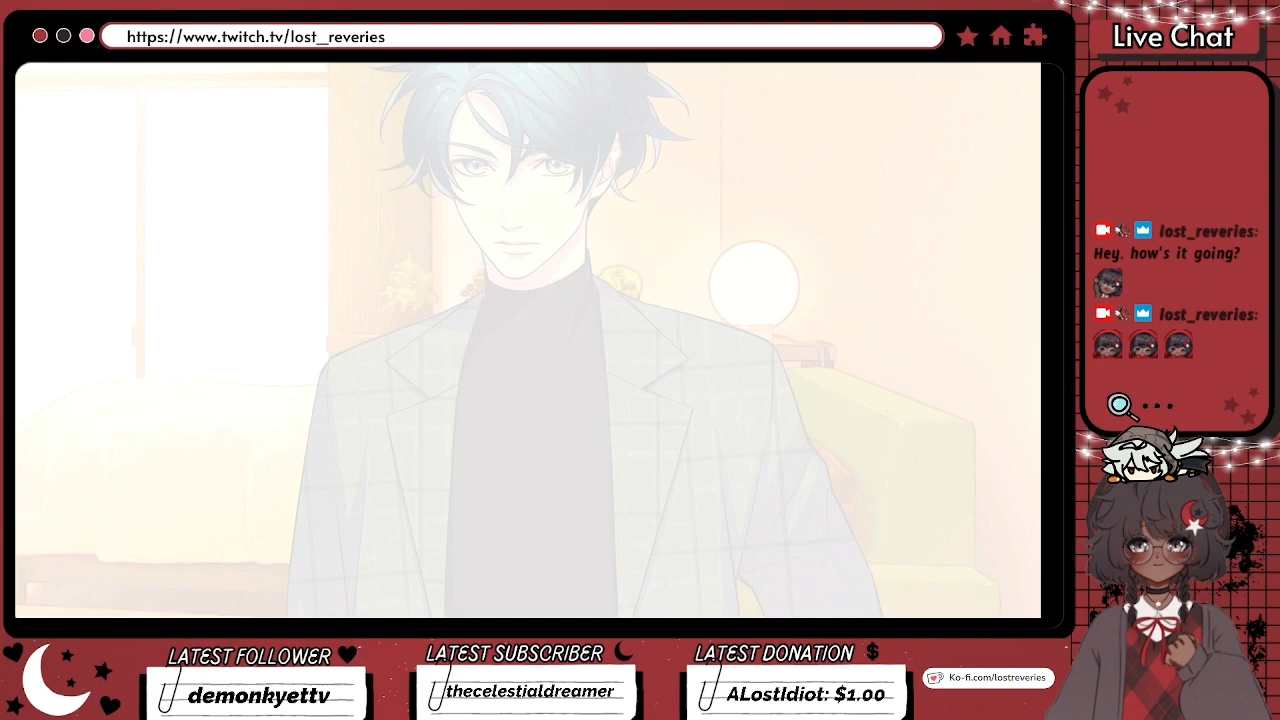 https://www.twitch.tv/lost_reveries
Live Chat
lost_reveries:
Hey, how's it going?
lost_reveries:
LATEST FOLLOWER
demonkyettv
LATEST SUBSCRIBER
thecelestialdreamer
LATEST DONATION $
ALostIdiot: $1.00
Ko-fi.com/lostreveries